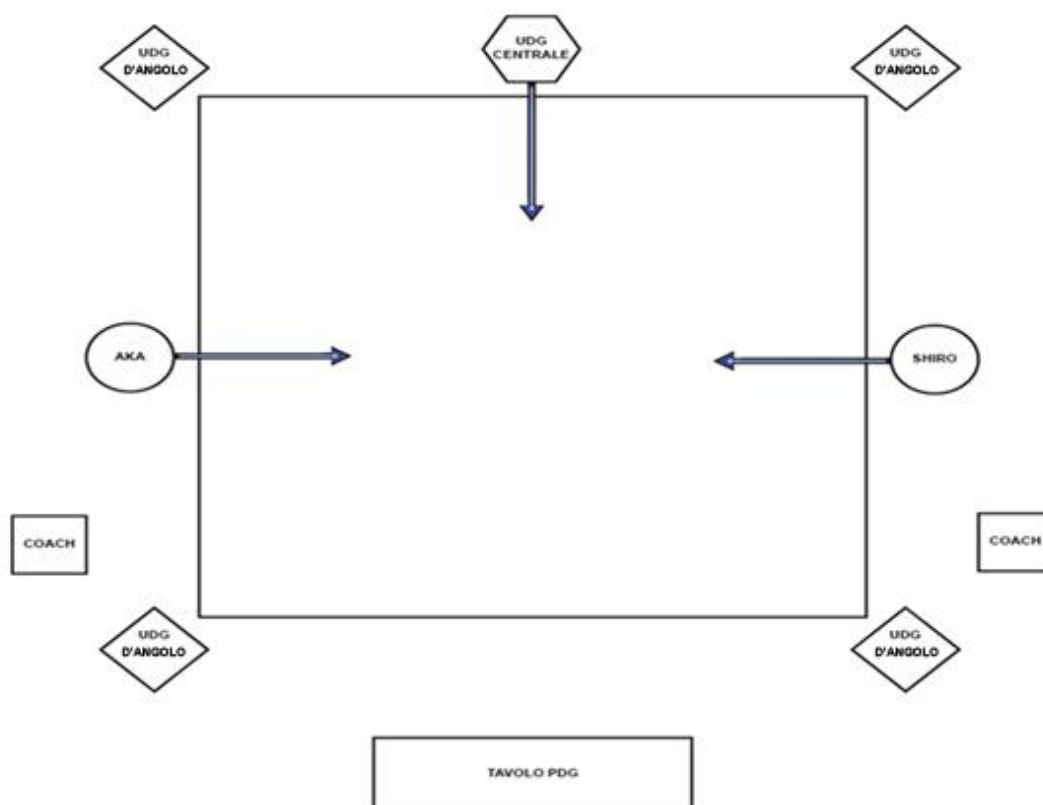 UDG
D'ANGOLO
UDG
CENTRALE
UDG
D'ANGOLO
AKA
SHIRO
COACH
COACH
UDG
D'ANGOLO
UDG
D'ANGOLO
TAVOLO PDG